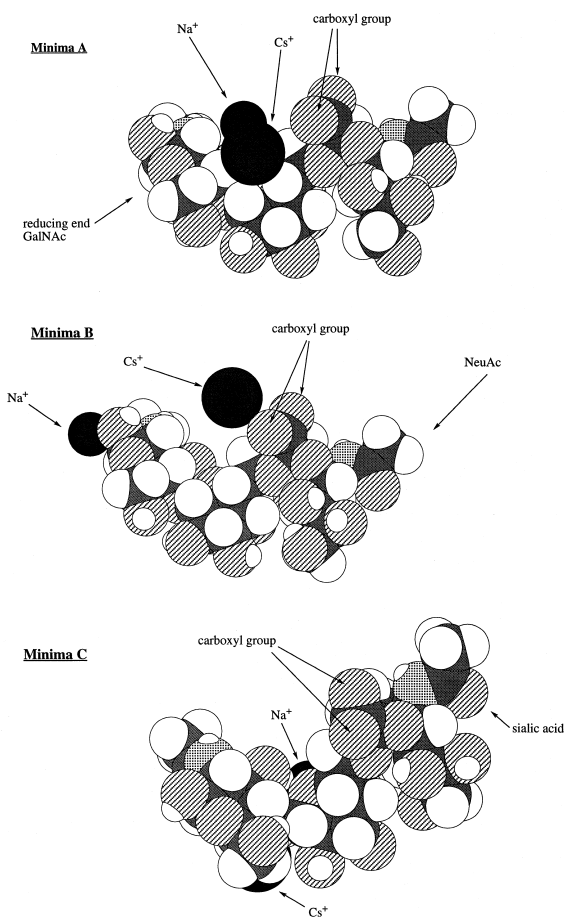 Minima A
Na+
Cs+
carboxyl group
reducing end
GalNAc
Minima B
carboxyl group
Cs+
NeuAc
Na+
Minima C
carboxyl group
Na+
sialic acid
Cs+